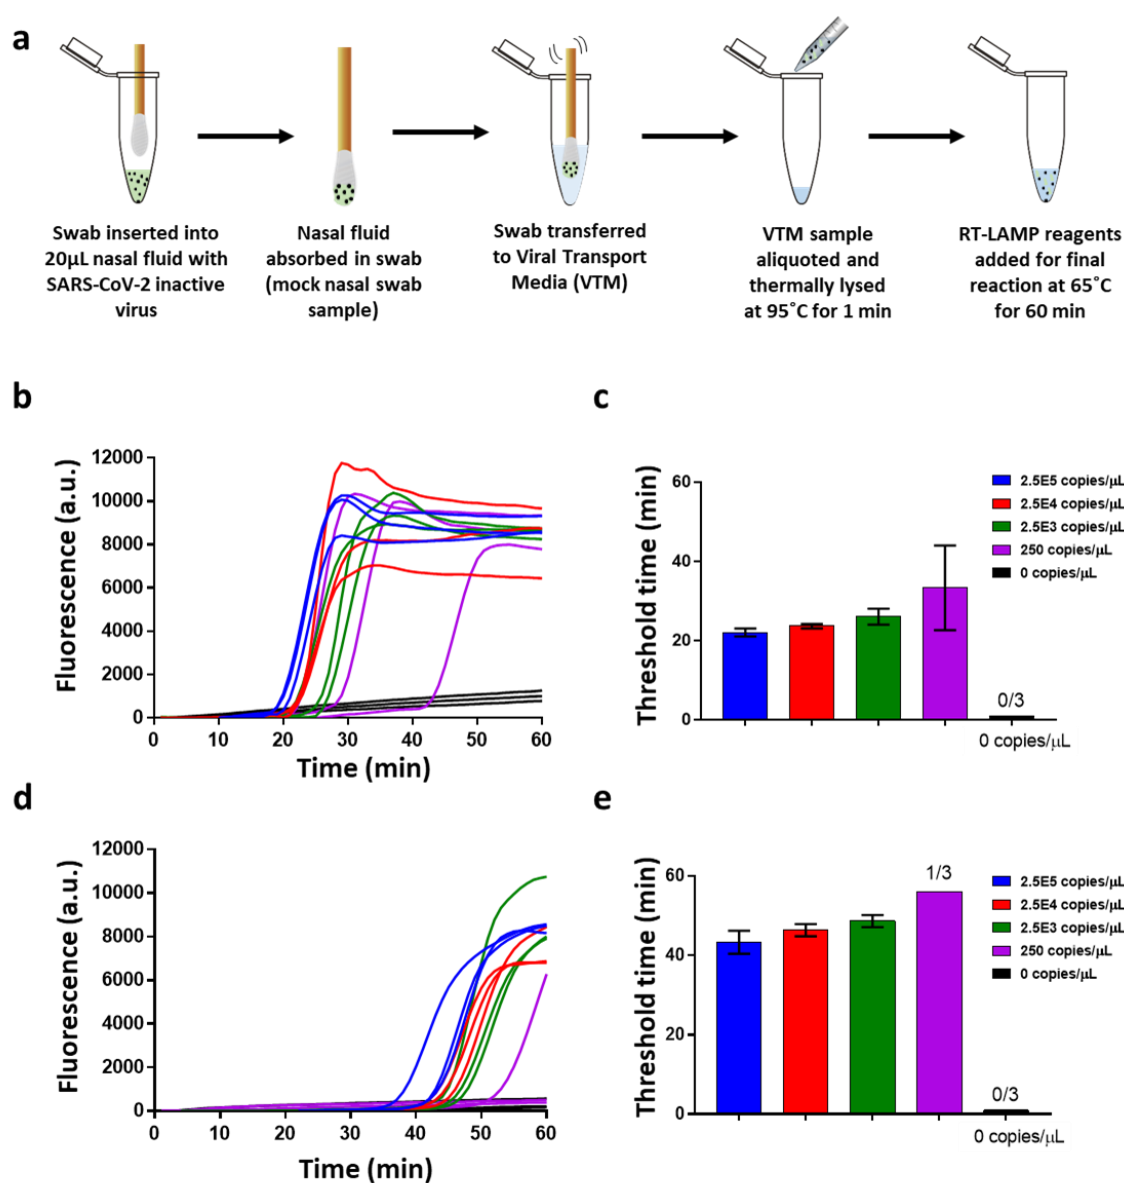 a
Swab inserted into
20µL nasal fluid with
SARS-CoV-2 inactive
virus
Nasal fluid
absorbed in swab
(mock nasal swab
sample)
Swab transferred
to Viral Transport
Media (VTM)
VTM sample
aliquoted and
thermally lysed
at 95˚C for 1 min
RT-LAMP reagents
added for final
reaction at 65˚C
for 60 min
b
Fluorescence (a.u.)
12000
10000
8000
6000
4000
2000
0
0 10 20 30 40 50 60
Time (min)
c
Threshold time (min)
60
40
20
0
0/3
0 copies/µL
2.5E5 copies/µL
2.5E4 copies/µL
2.5E3 copies/µL
250 copies/µL
0 copies/µL
d
Fluorescence (a.u.)
12000
10000
8000
6000
4000
2000
0
0 10 20 30 40 50 60
Time (min)
e
Threshold time (min)
60
40
20
0
1/3
0/3
0 copies/µL
2.5E5 copies/µL
2.5E4 copies/µL
2.5E3 copies/µL
250 copies/µL
0 copies/µL